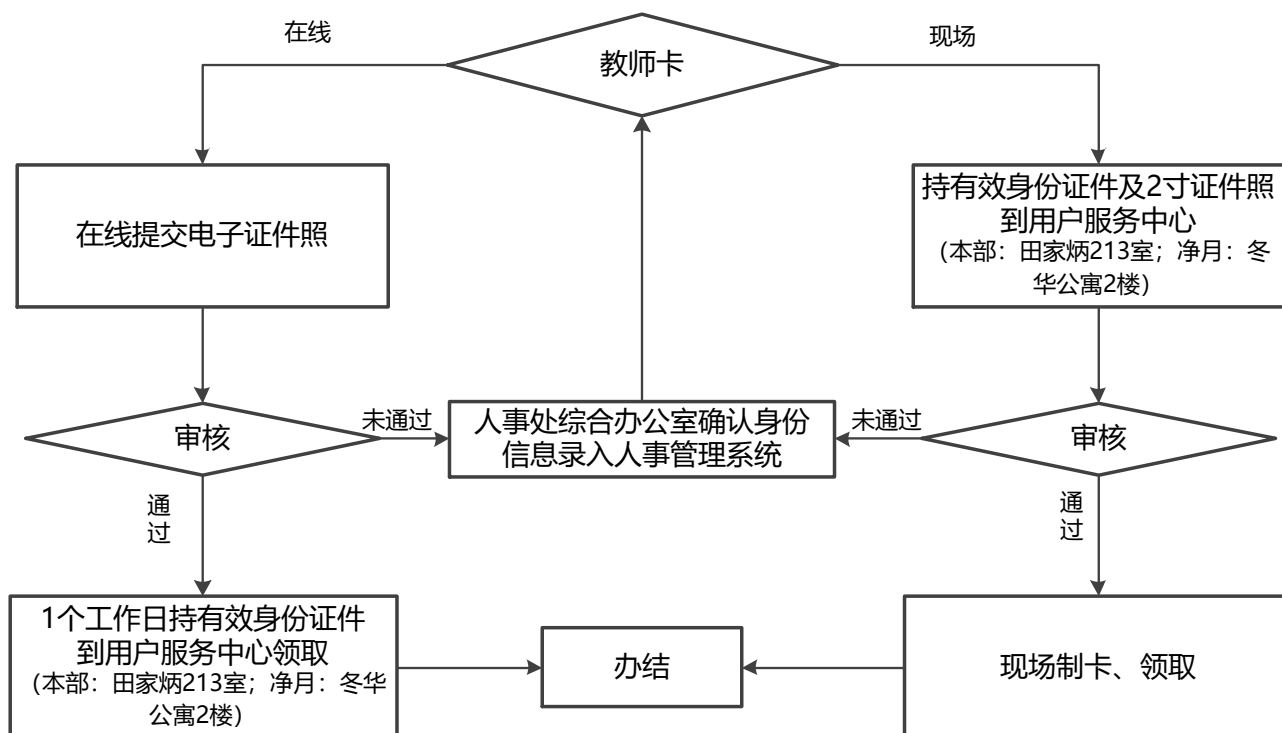 在线
教师卡
现场
在线提交电子证件照
持有效身份证件及2寸证件照
到用户服务中心
（本部：田家炳213室；净月：冬
华公寓2楼）
审核
未通过
人事处综合办公室确认身份
信息录入人事管理系统
未通过
审核
通
过
通
过
1个工作日持有效身份证件
到用户服务中心领取
（本部：田家炳213室；净月：冬华
公寓2楼）
办结
现场制卡、领取